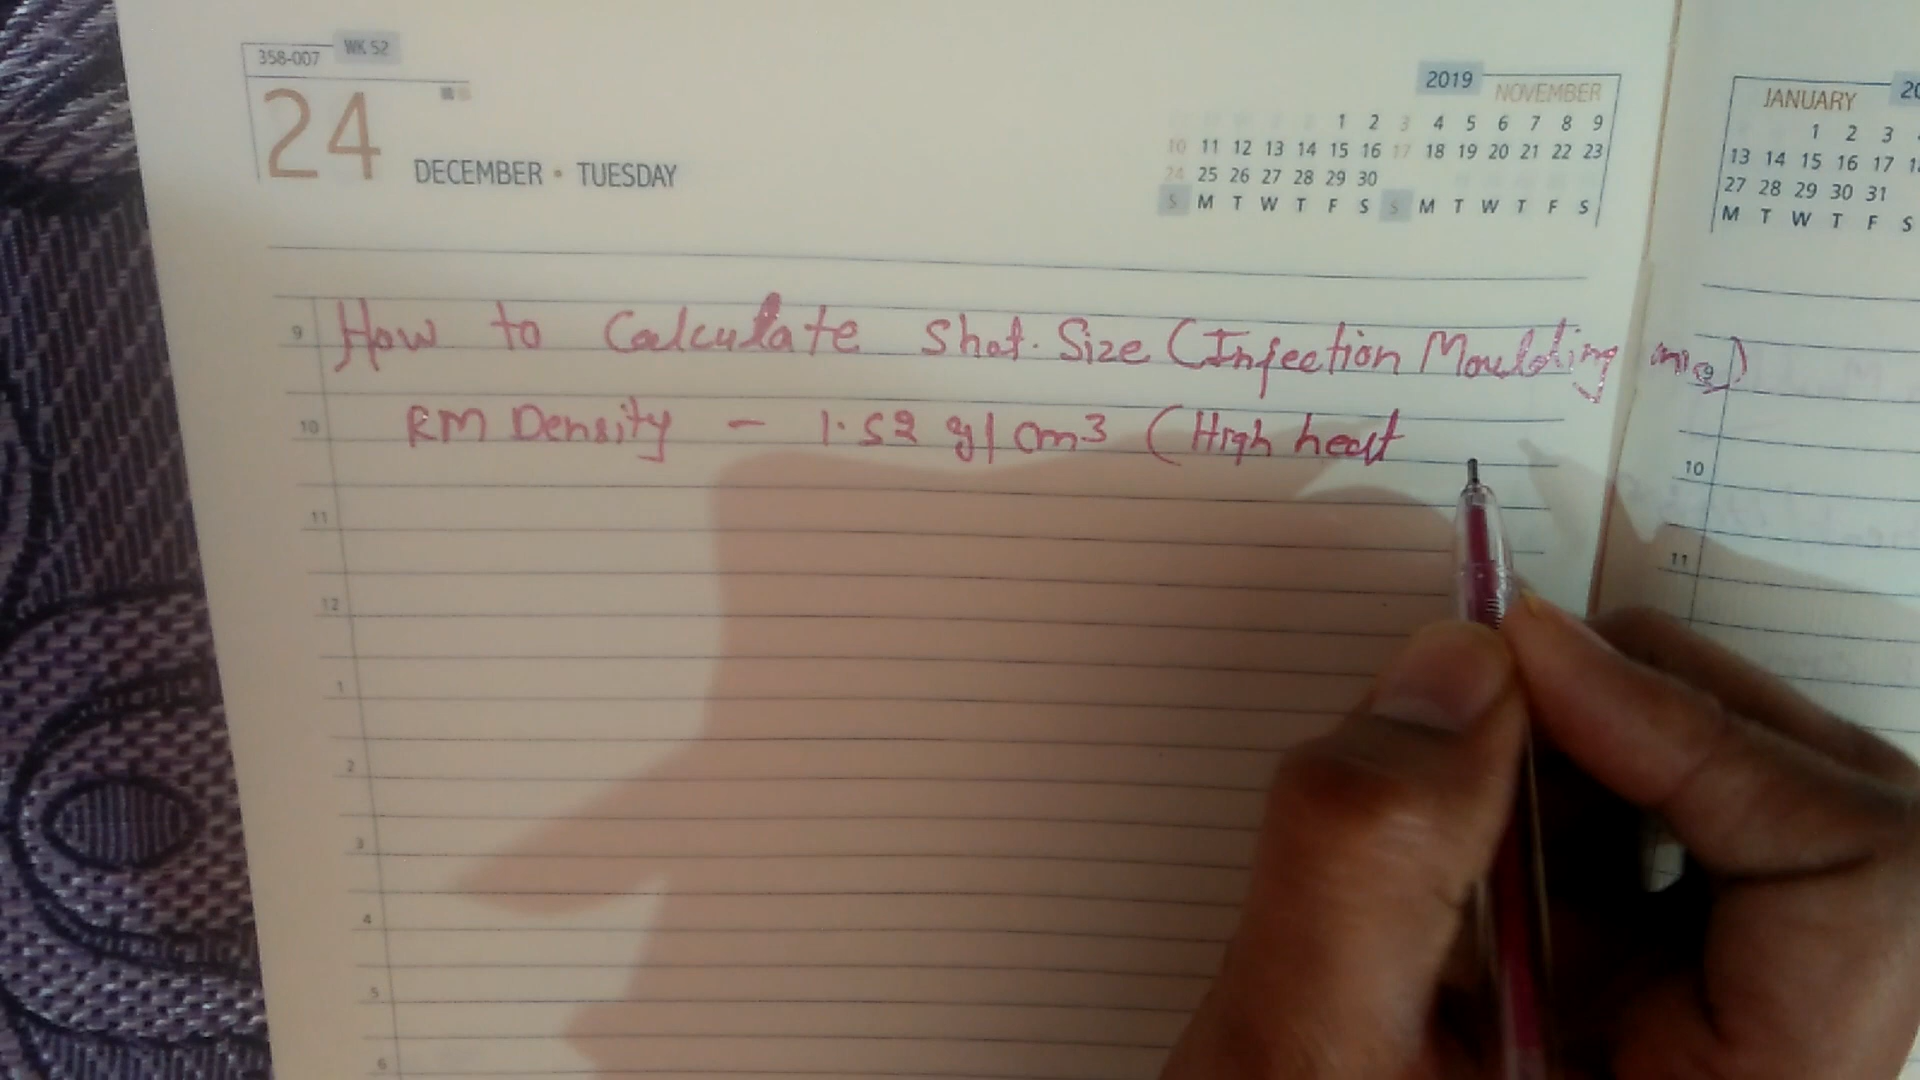 358-007 WK 52
24 DECEMBER • TUESDAY
2019 NOVEMBER
1 2 3 4 5 6 7 8 9
10 11 12 13 14 15 16 17 18 19 20 21 22 23
24 25 26 27 28 29 30
S M T W T F S S M T W T F S
JANUARY 20
1 2 3
13 14 15 16 17
27 28 29 30 31
M T W T F S
9 How to Calculate Shot. Size (Injection Moulding
10 RM Density - 1.52 g/cm3 (High heat
11
12
1
2
3
4
5
6
10
11